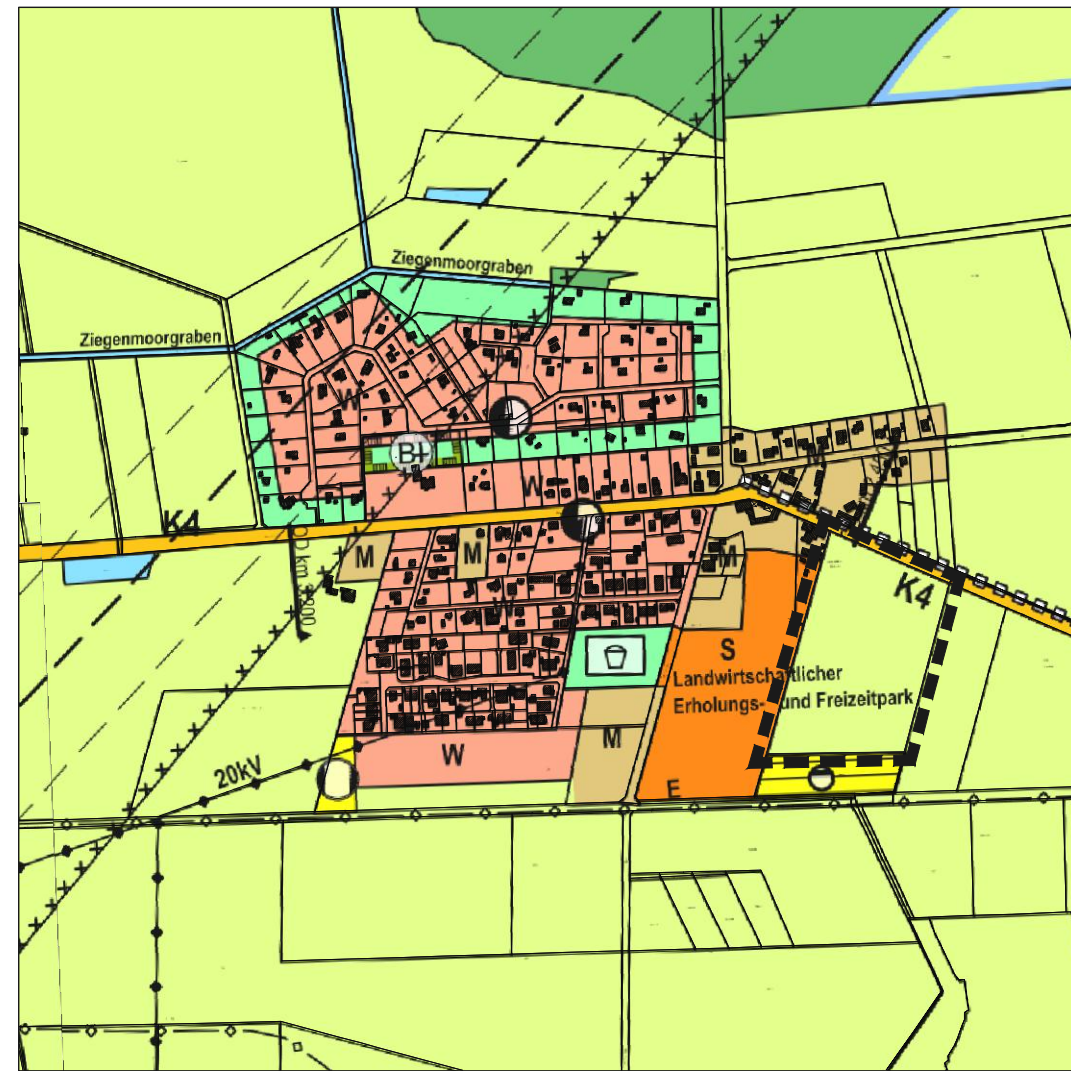 Ziegenmoorgraben
Ziegenmoorgraben
W
B+
W
K4
M
M
M
W
K4
S
Landwirtschaftlicher
Erholungs- und Freizeitpark
M
W
20kV
E